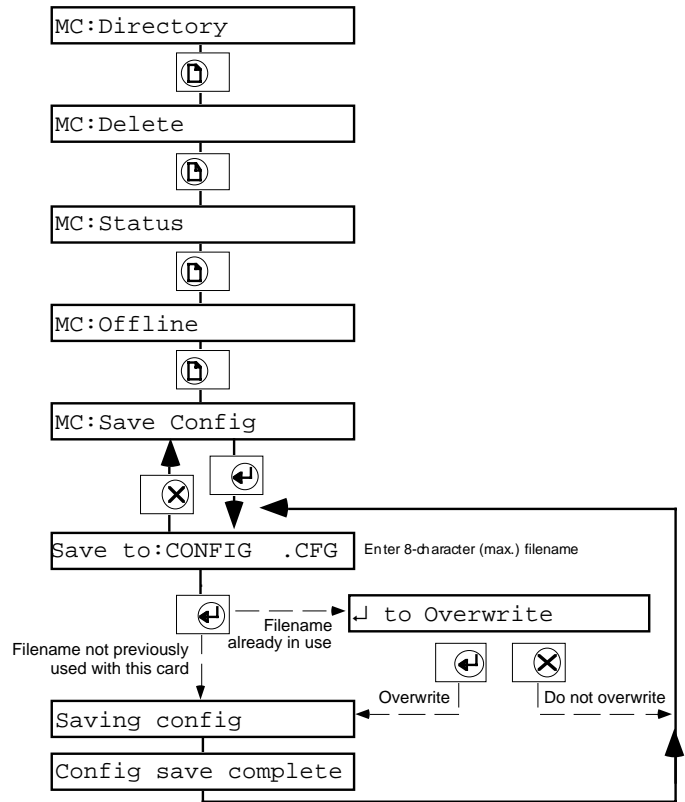 MC:Directory
MC:Delete
MC:Status
MC:Offline
MC:Save Config
Save to:CONFIG .CFG
Enter 8-character (max.) filename
↵ to Overwrite
Filename
already in use
Filename not previously
used with this card
Overwrite
Do not overwrite
Saving config
Config save complete